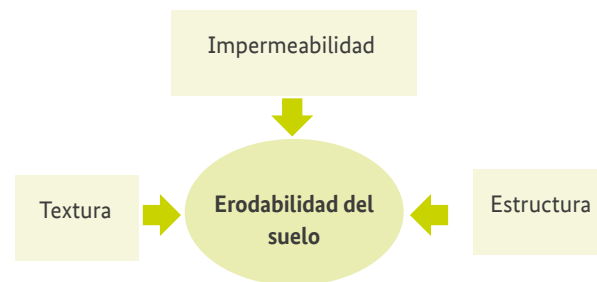 Impermeabilidad
Textura
Erodabilidad del
suelo
Estructura